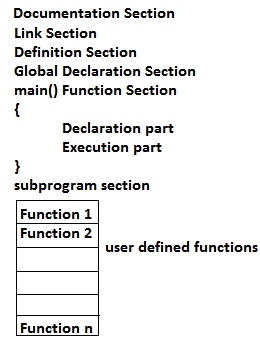 Documentation Section
Link Section
Definition Section
Global Declaration Section
main() Function Section
{
Declaration part
Execution part
}
subprogram section
Function 1
Function 2
user defined functions
Function n